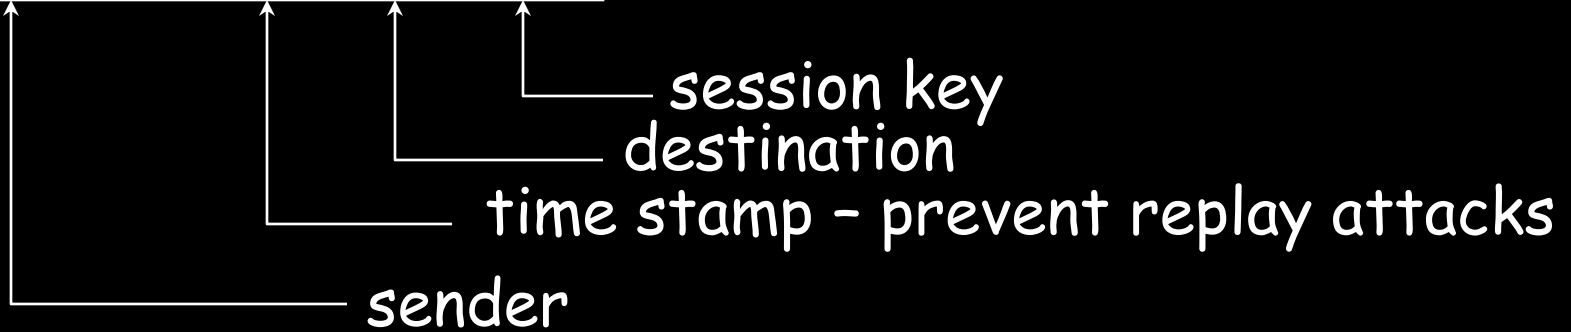 session key
destination
time stamp – prevent replay attacks
sender